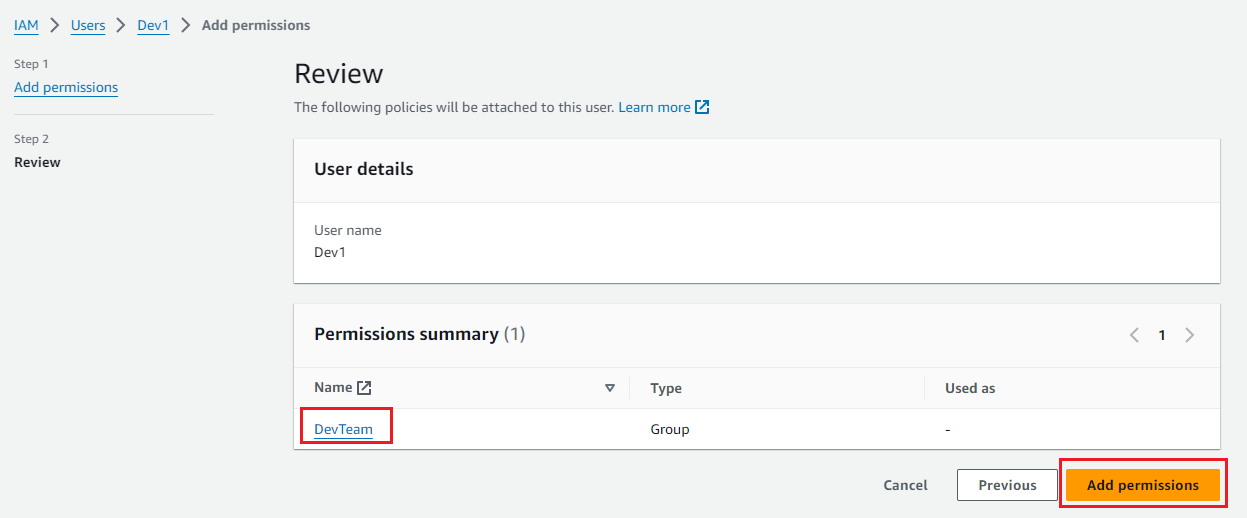 IAM > Users > Dev1 > Add permissions
Step 1
Add permissions
Step 2
Review
Review
The following policies will be attached to this user. Learn more
User details
User name
Dev1
Permissions summary (1)
< 1 >
Name Type Used as
DevTeam Group -
Cancel Previous Add permissions